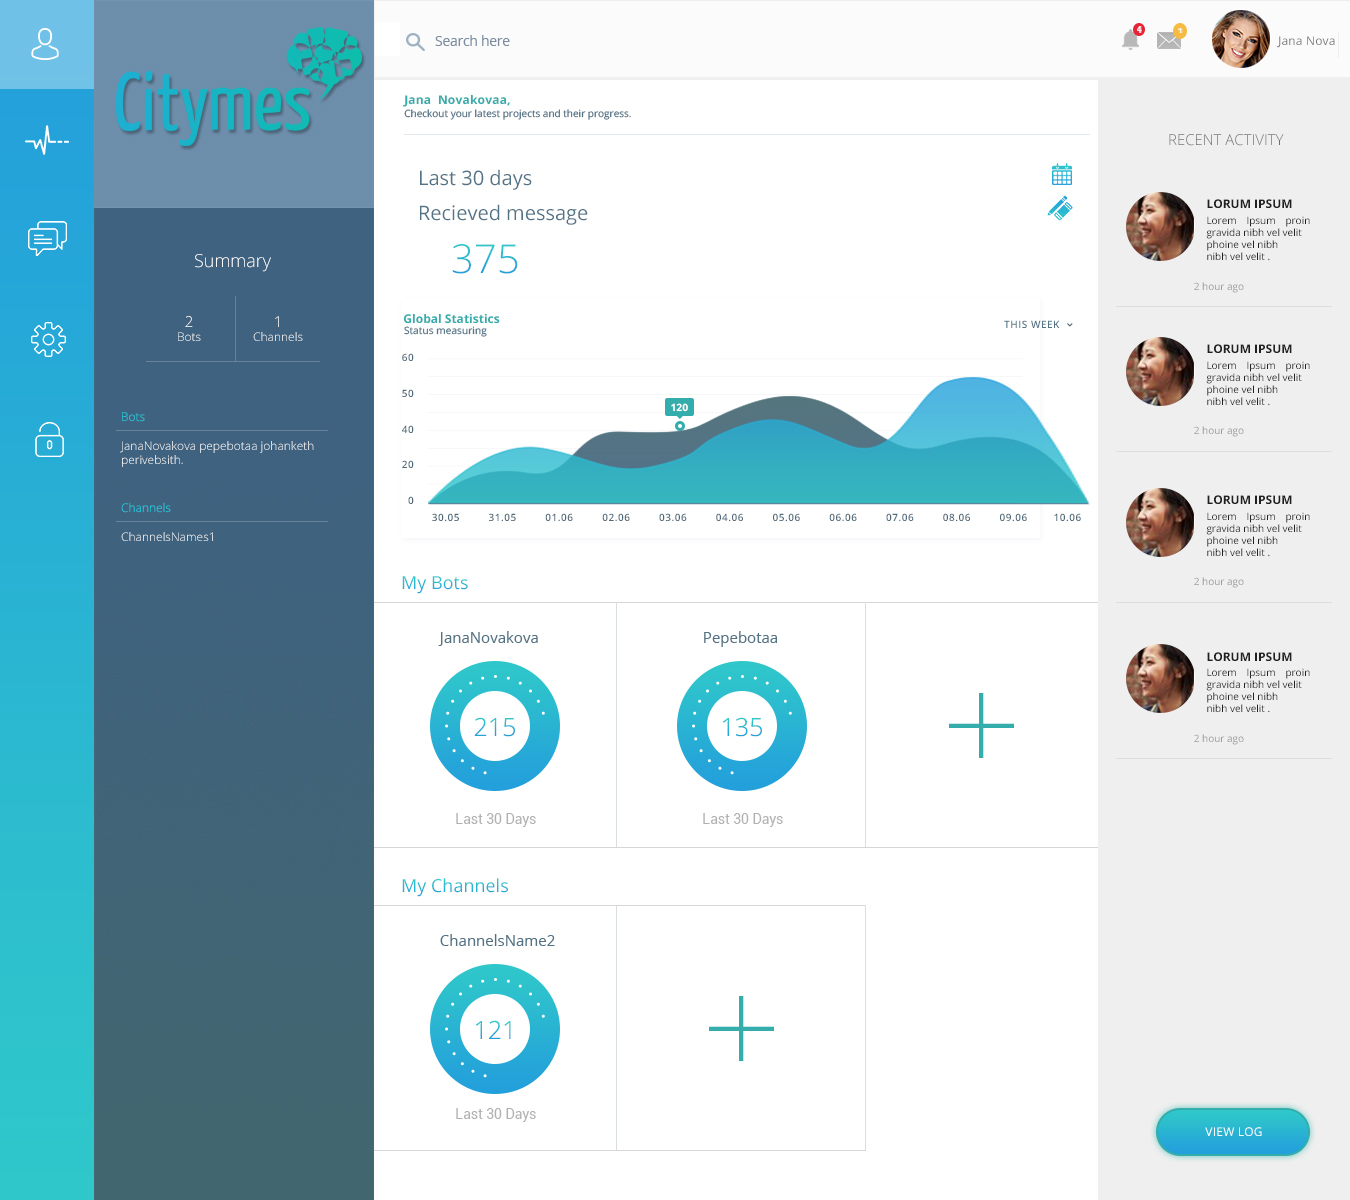 Citymes
Search here
4
1
Jana Nova
Summary
2
Bots
1
Channels
Bots
JanaNovakova pepebotaa johanketh
perivebsith.
Channels
ChannelsNames1
0
Jana Novakovaa,
Checkout your latest projects and their progress.
Last 30 days
Recieved message
375
Global Statistics
Status measuring
THIS WEEK
60
50
40
20
0
120
30.05 31.05 01.06 02.06 03.06 04.06 05.06 06.06 07.06 08.06 09.06 10.06
My Bots
JanaNovakova
215
Last 30 Days
Pepebotaa
135
Last 30 Days
My Channels
ChannelsName2
121
Last 30 Days
RECENT ACTIVITY
LORUM IPSUM
Lorem Ipsum proin
gravida nibh vel velit
phoine vel nibh
nibh vel velit .
2 hour ago
LORUM IPSUM
Lorem Ipsum proin
gravida nibh vel velit
phoine vel nibh
nibh vel velit .
2 hour ago
LORUM IPSUM
Lorem Ipsum proin
gravida nibh vel velit
phoine vel nibh
nibh vel velit .
2 hour ago
LORUM IPSUM
Lorem Ipsum proin
gravida nibh vel velit
phoine vel nibh
nibh vel velit .
2 hour ago
VIEW LOG